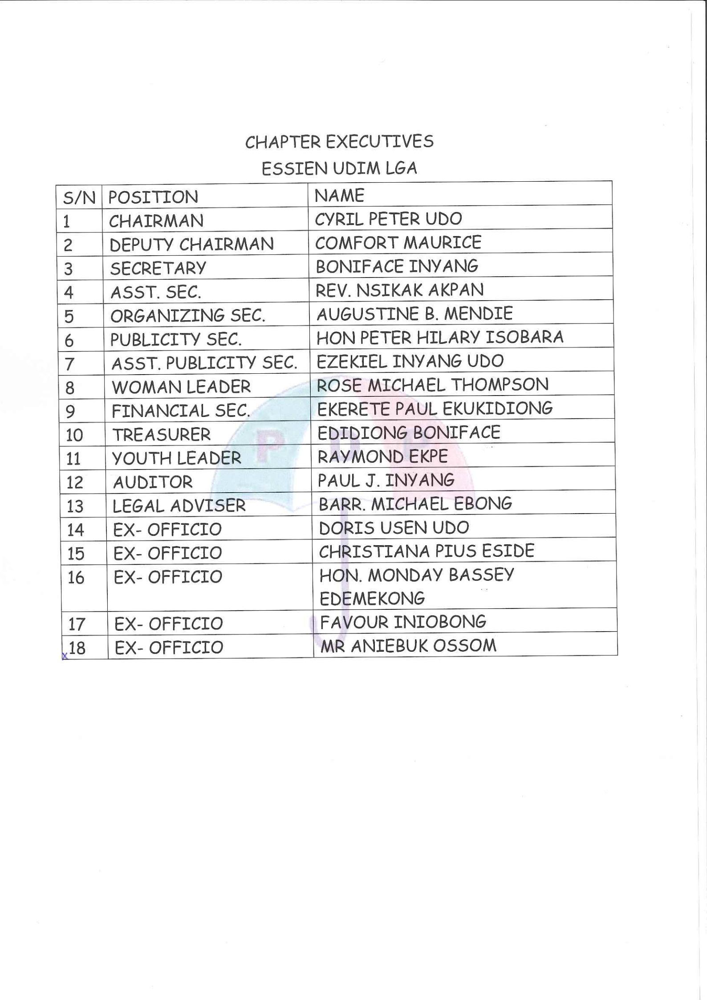 CHAPTER EXECUTIVES
ESSIEN UDIM LGA
S/N POSITION NAME
1 CHAIRMAN CYRIL PETER UDO
2 DEPUTY CHAIRMAN COMFORT MAURICE
3 SECRETARY BONIFACE INYANG
4 ASST. SEC. REV. NSIKAK AKPAN
5 ORGANIZING SEC. AUGUSTINE B. MENDIE
6 PUBLICITY SEC. HON PETER HILARY ISOBARA
7 ASST. PUBLICITY SEC. EZEKIEL INYANG UDO
8 WOMAN LEADER ROSE MICHAEL THOMPSON
9 FINANCIAL SEC. EKERETE PAUL EKUKIDIONG
10 TREASURER EDIDIONG BONIFACE
P D P
11 YOUTH LEADER RAYMOND EKPE
12 AUDITOR PAUL J. INYANG
13 LEGAL ADVISER BARR. MICHAEL EBONG
14 EX- OFFICIO DORIS USEN UDO
15 EX- OFFICIO CHRISTIANA PIUS ESIDE
16 EX- OFFICIO HON. MONDAY BASSEY
EDEMEKONG
17 EX- OFFICIO FAVOUR INIOBONG
x 18 EX- OFFICIO MR ANIEBUK OSSOM